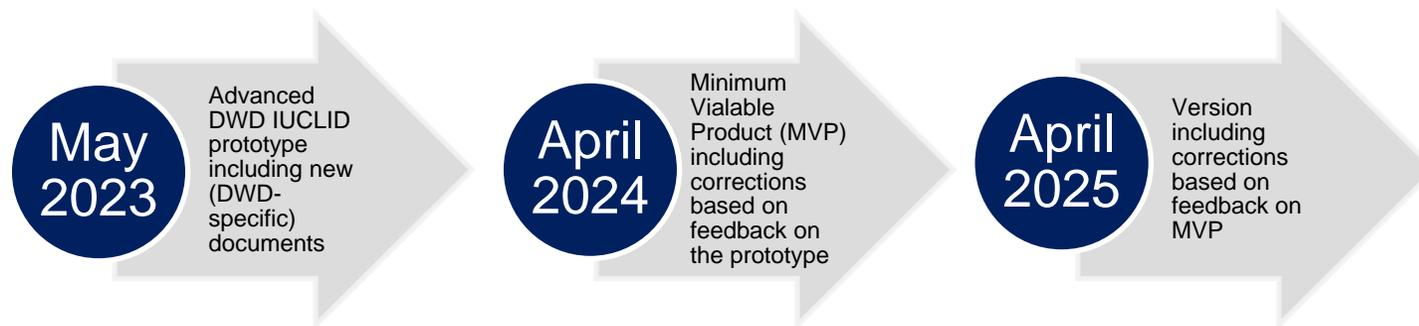 May
2023
Advanced
DWD IUCLID
prototype
including new
(DWD-
specific)
documents
April
2024
Minimum
Vialable
Product (MVP)
including
corrections
based on
feedback on
the prototype
April
2025
Version
including
corrections
based on
feedback on
MVP